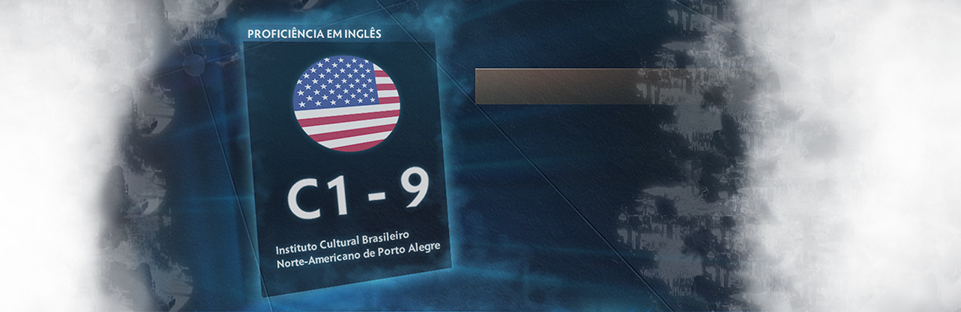 PROFICIÊNCIA EM INGLÊS
C1 - 9
Instituto Cultural Brasileiro
Norte-Americano de Porto Alegre